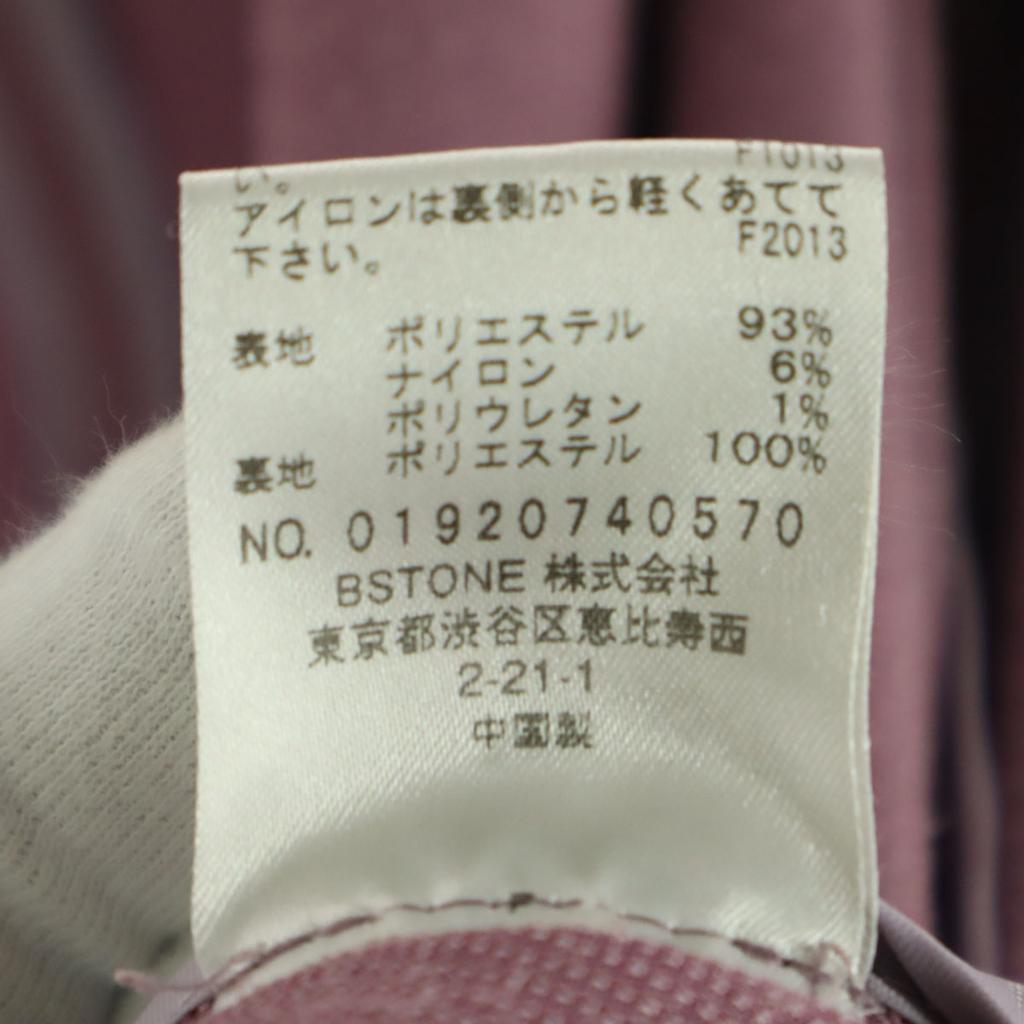 F1013
い。
アイロンは裏側から軽くあてて
下さい。 F2013
表地 ポリエステル 93%
ナイロン 6%
ポリウレタン 1%
裏地 ポリエステル 100%
NO. 01920740570
BSTONE 株式会社
東京都渋谷区恵比寿西
2-21-1
中国製